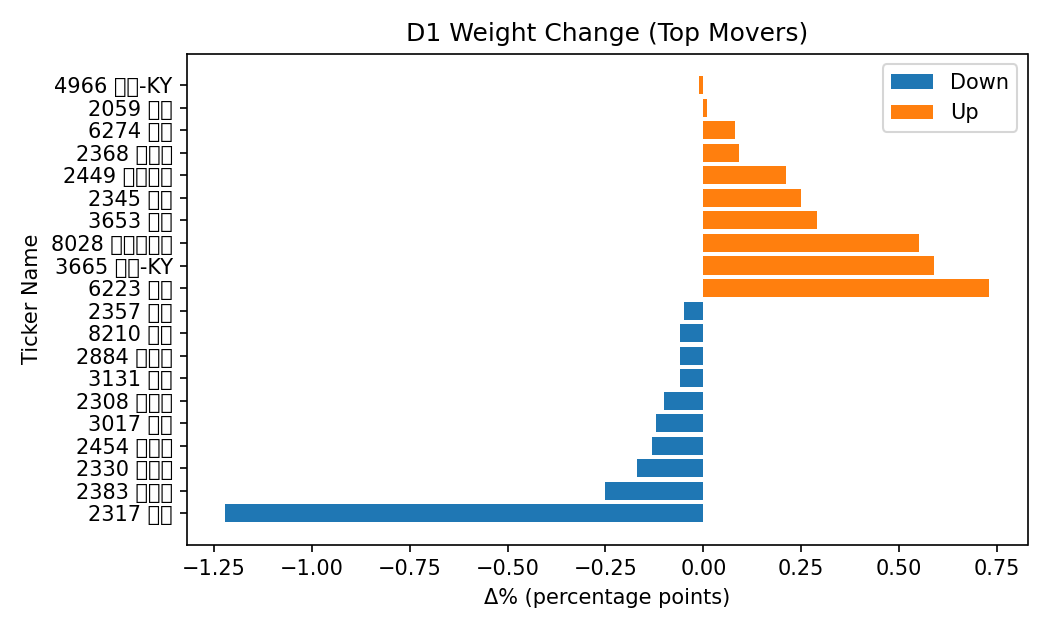 D1 Weight Change (Top Movers)
Down
Up
Ticker Name
4966 □□-KY
2059 □□
6274 □□
2368 □□□
2449 □□□□
2345 □□
3653 □□
8028 □□□□□
3665 □□-KY
6223 □□
2357 □□
8210 □□
2884 □□□
3131 □□
2308 □□□
3017 □□
2454 □□□
2330 □□□
2383 □□□
2317 □□
−1.25 −1.00 −0.75 −0.50 −0.25 0.00 0.25 0.50 0.75
Δ% (percentage points)